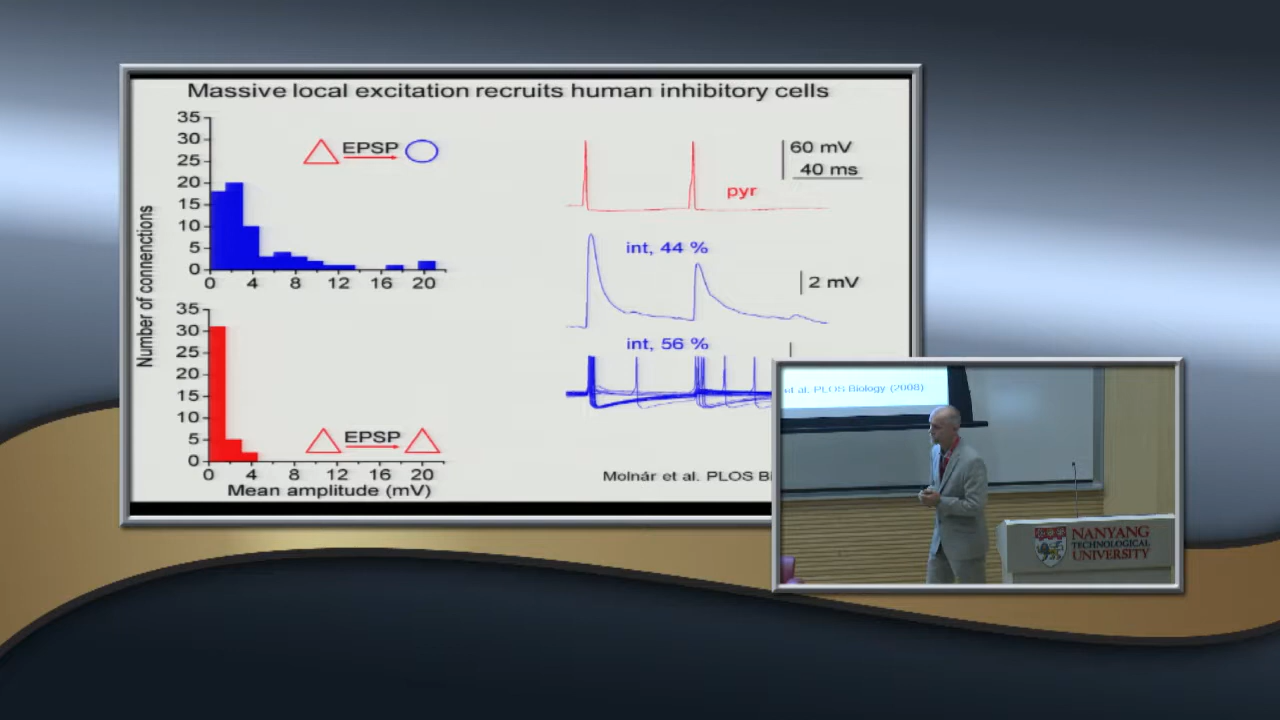 Massive local excitation recruits human inhibitory cells
Number of connenctions
35
30
25
20
15
10
5
0
0 4 8 12 16 20
EPSP
35
30
25
20
15
10
5
0
0 4 8 12 16 20
EPSP
Mean amplitude (mV)
60 mV
40 ms
pyr
int, 44 %
2 mV
int, 56 %
Molnár et al. PLOS Bi
et al. PLOS Biology (2008)
NANYANG
TECHNOLOGICAL
UNIVERSITY